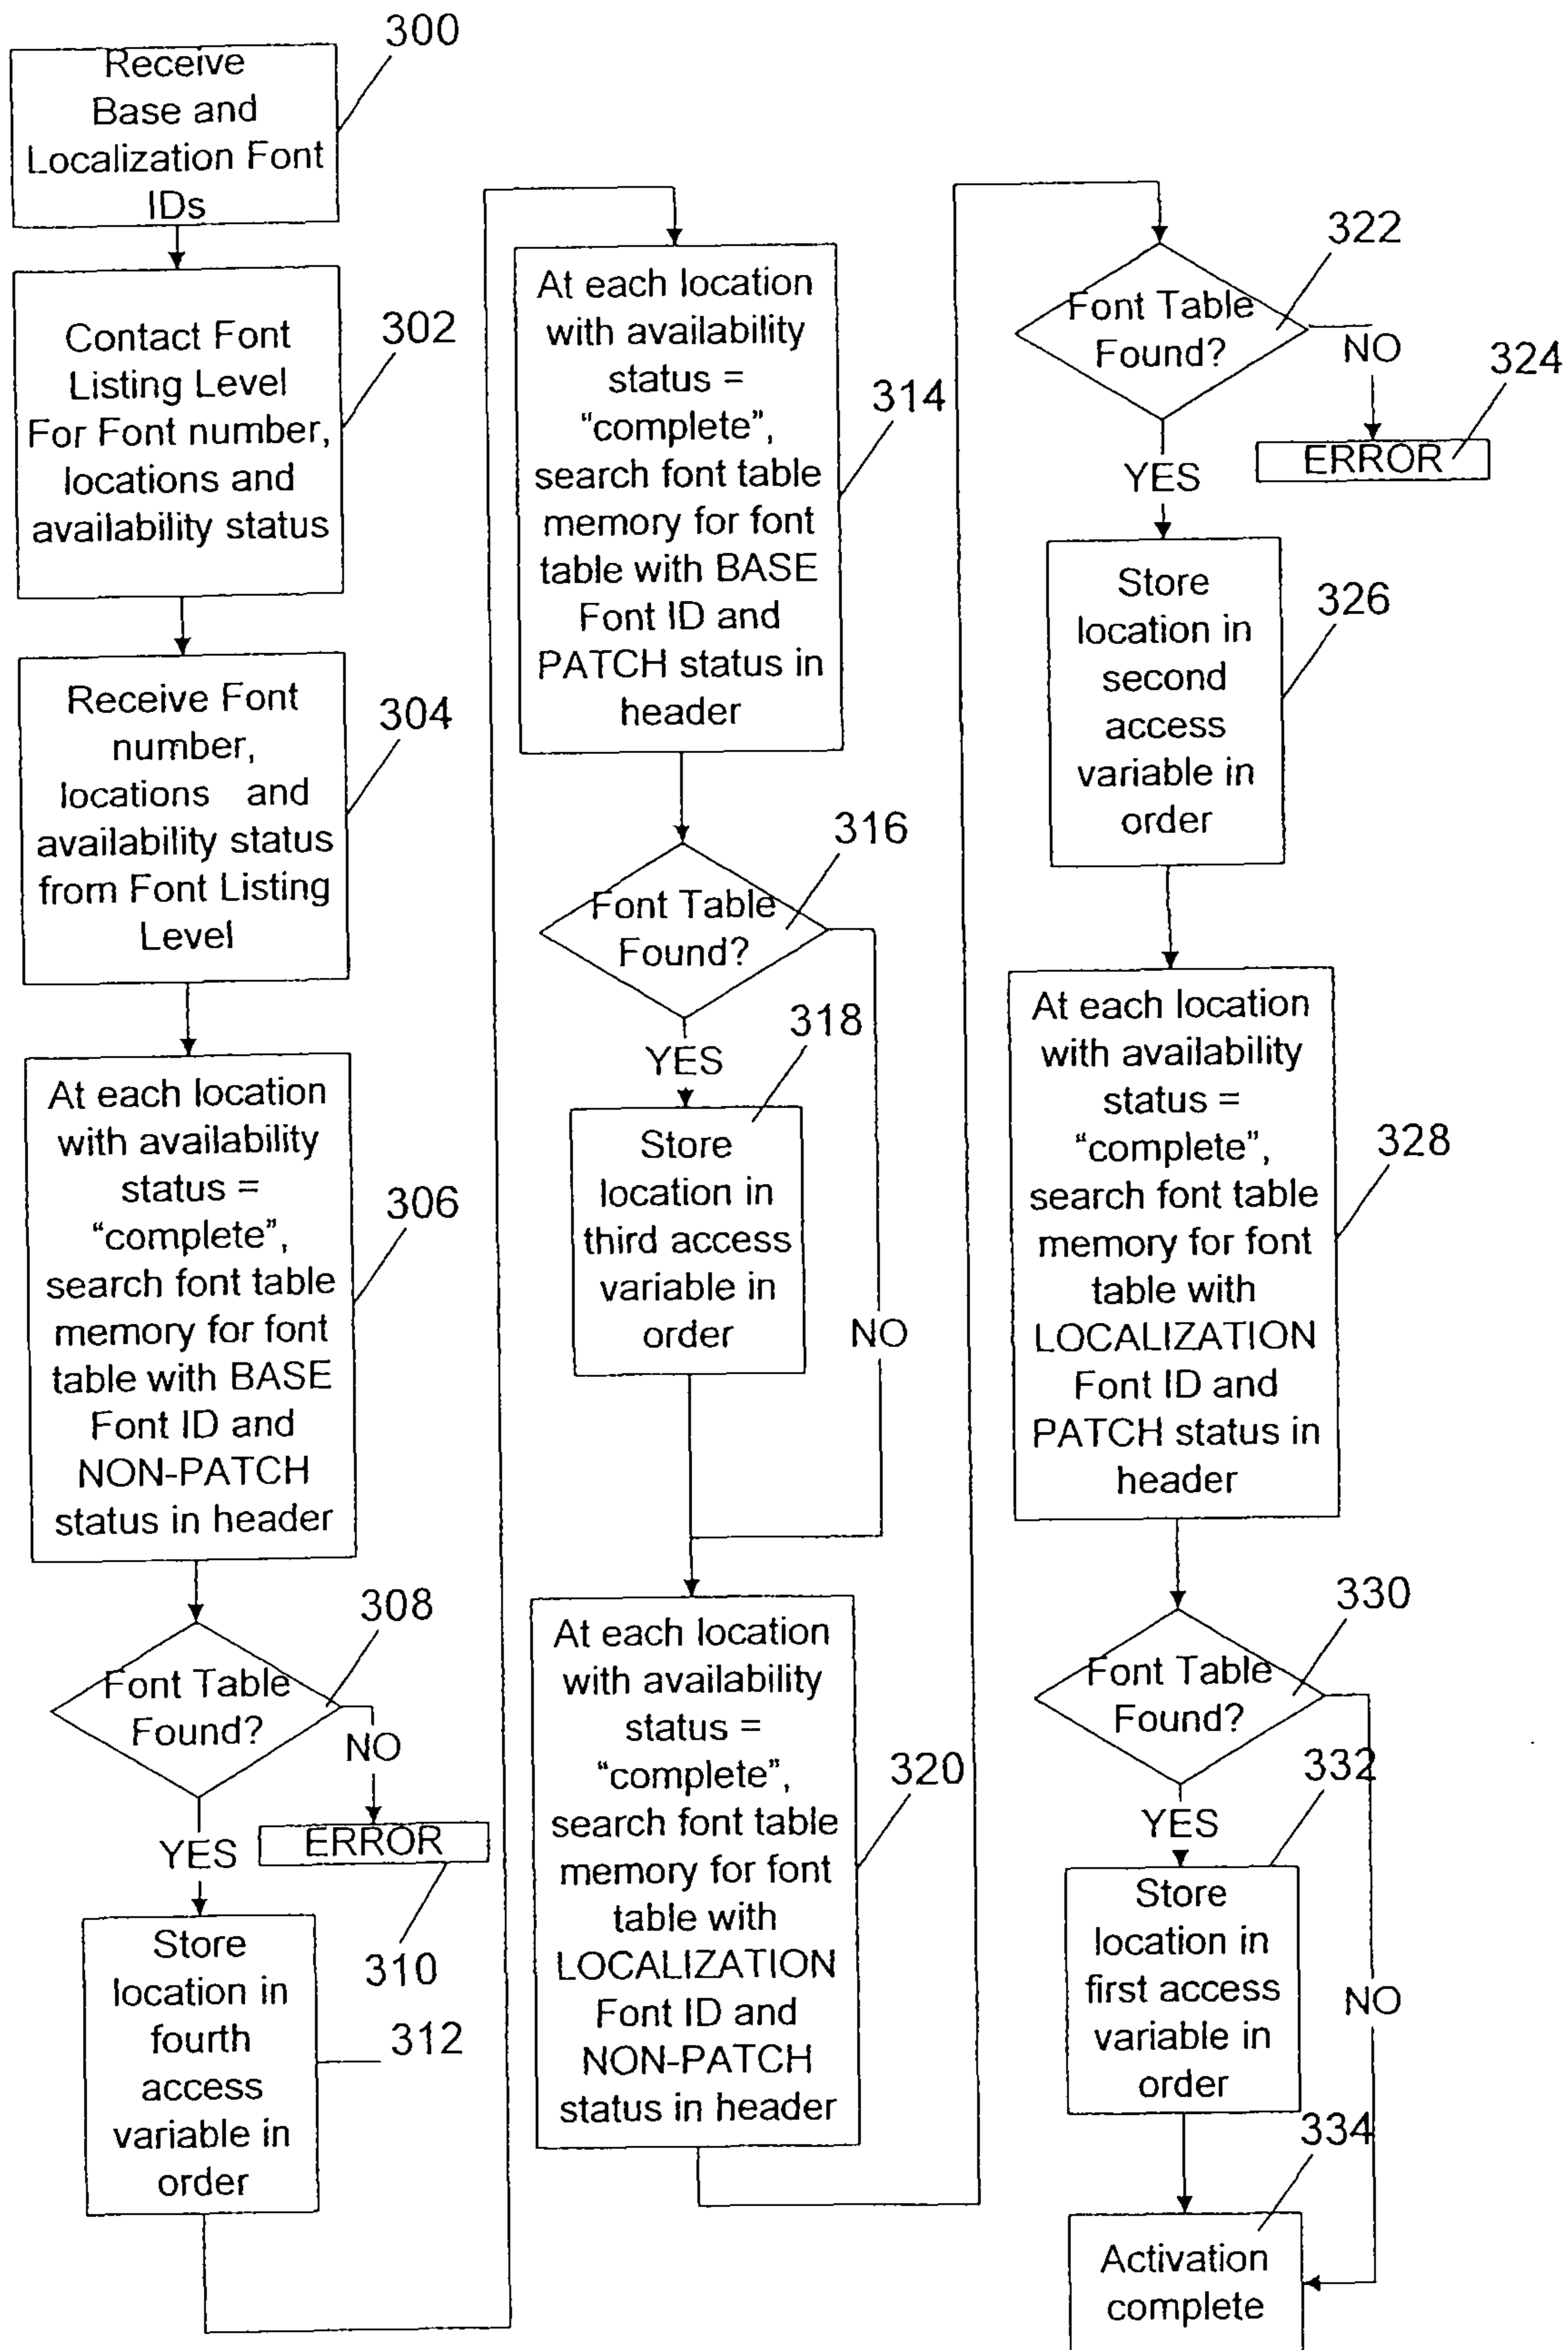 300
Receive
Base and
Localization Font
IDs
302
Contact Font
Listing Level
For Font number,
locations and
availability status
304
Receive Font
number,
locations and
availability status
from Font Listing
Level
306
At each location
with availability
status =
“complete”,
search font table
memory for font
table with BASE
Font ID and
NON-PATCH
status in header
308
Font Table
Found?
NO
YES
ERROR
310
Store
location in
fourth
access
variable in
order
312
At each location
with availability
status =
“complete”,
search font table
memory for font
table with BASE
Font ID and
PATCH status in
header
314
316
Font Table
Found?
318
YES
Store
location in
third access
variable in
order
NO
At each location
with availability
status =
“complete”,
search font table
memory for font
table with
LOCALIZATION
Font ID and
NON-PATCH
status in header
320
322
Font Table
Found?
NO
324
ERROR
YES
Store
location in
second
access
variable in
order
326
At each location
with availability
status =
“complete”,
search font table
memory for font
table with
LOCALIZATION
Font ID and
PATCH status in
header
328
330
Font Table
Found?
332
YES
Store
location in
first access
variable in
order
NO
334
Activation
complete